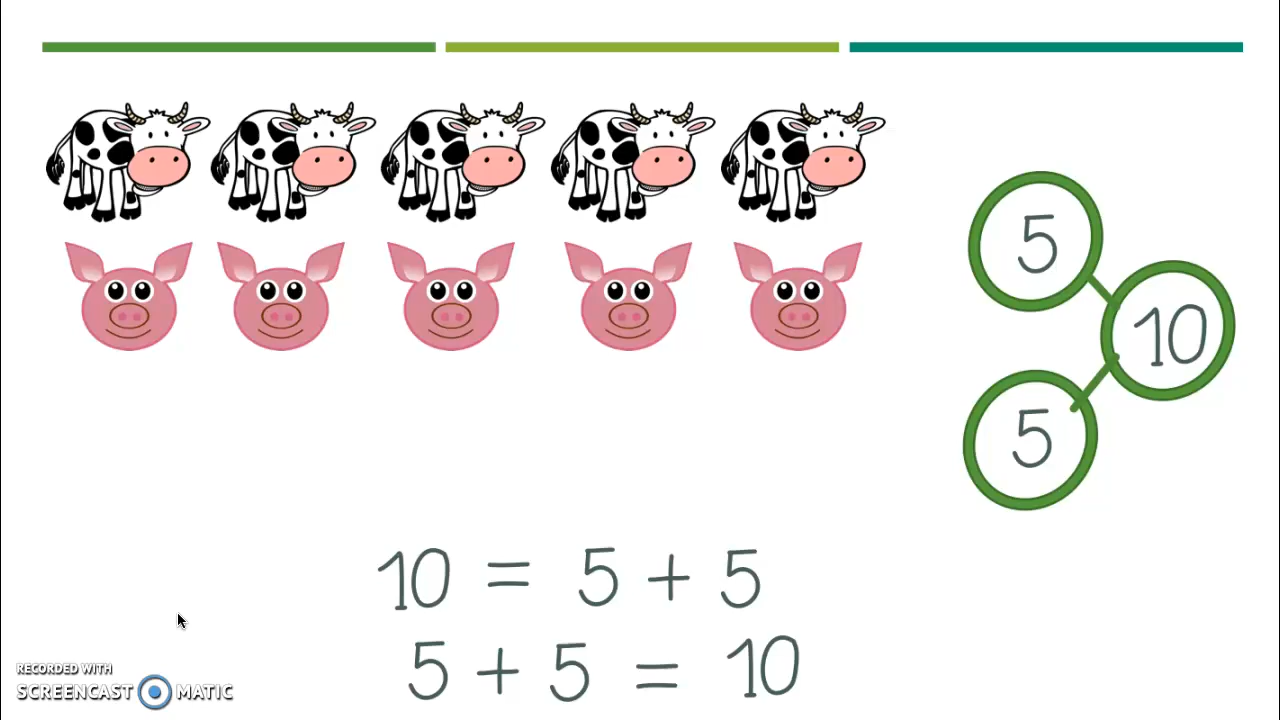 5
10
5
10 = 5 + 5
5 + 5 = 10
RECORDED WITH
SCREENCAST MATIC